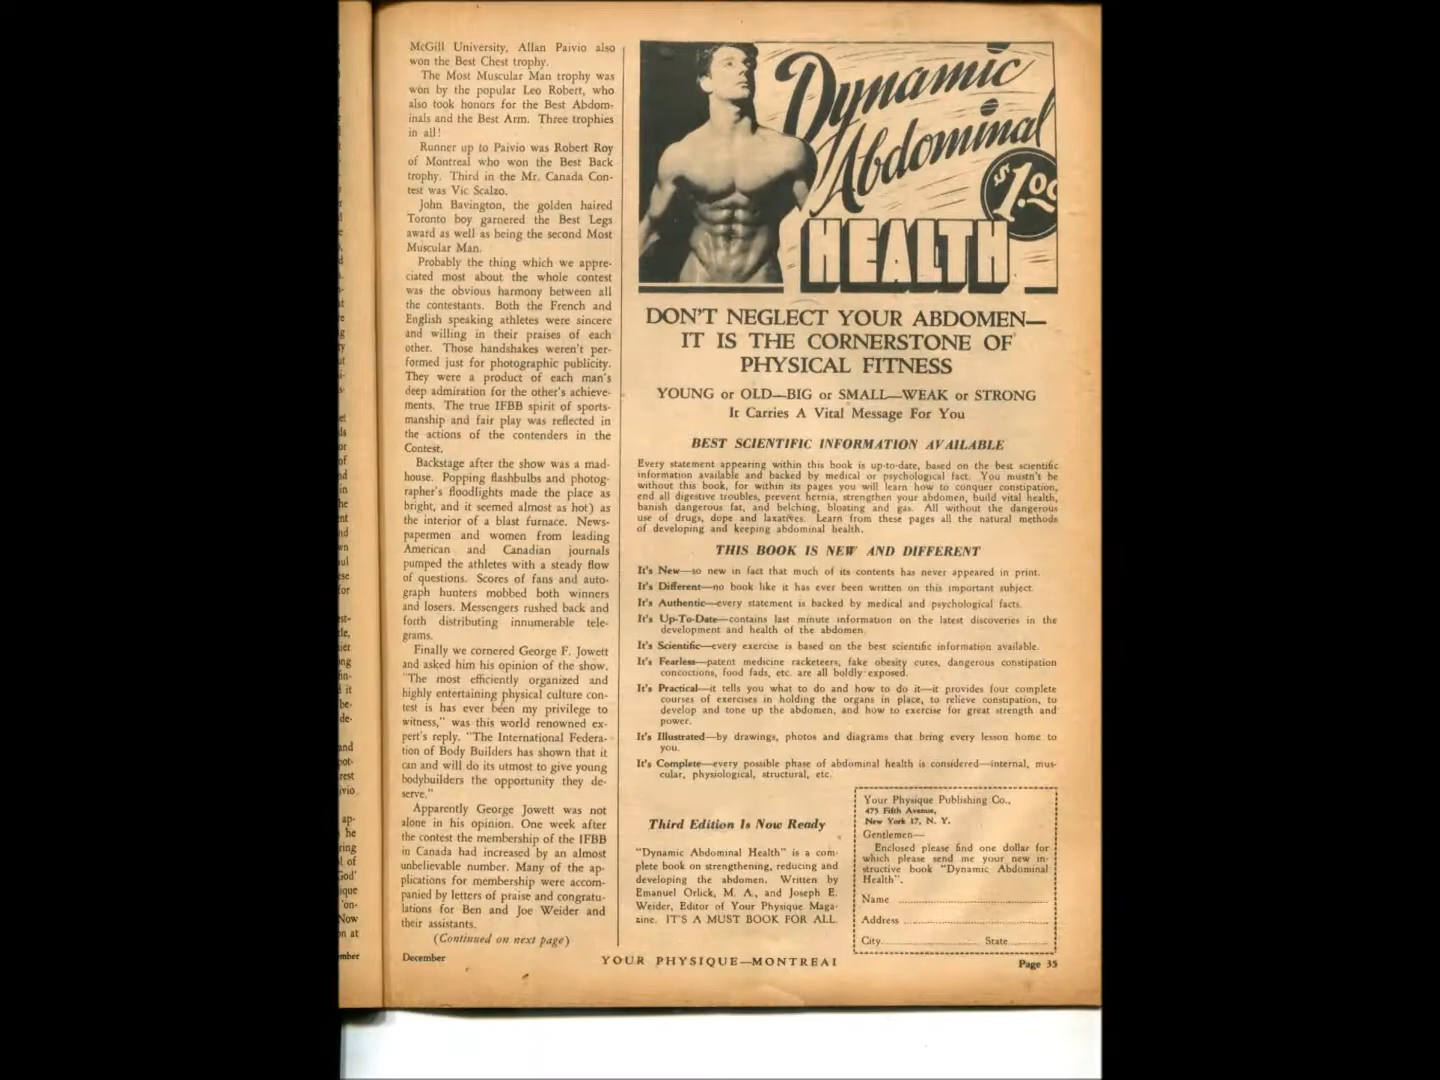 McGill University, Allan Paivio also
won the Best Chest trophy.
The Most Muscular Man trophy was
won by the popular Leo Robert, who
also took honors for the Best Abdom-
inals and the Best Arm. Three trophies
in all!
Runner up to Paivio was Robert Roy
of Montreal who won the Best Back
trophy. Third in the Mr. Canada Con-
test was Vic Scalzo.
John Bavington, the golden haired
Toronto boy garnered the Best Legs
award as well as being the second Most
Muscular Man.
Probably the thing which we appre-
ciated most about the whole contest
was the obvious harmony between all
the contestants. Both the French and
English speaking athletes were sincere
and willing in their praises of each
other. Those handshakes weren't per-
formed just for photographic publicity.
They were a product of each man's
deep admiration for the other's achieve-
ments. The true IFBB spirit of sports-
manship and fair play was reflected in
the actions of the contenders in the
Contest.
Backstage after the show was a mad-
house. Popping flashbulbs and photog-
rapher's floodlights made the place as
bright, and it seemed almost as hot) as
the interior of a blast furnace. News-
papermen and women from leading
American and Canadian journals
pumped the athletes with a steady flow
of questions. Scores of fans and auto-
graph hunters mobbed both winners
and losers. Messengers rushed back and
forth distributing innumerable tele-
grams.
Finally we cornered George F. Jowett
and asked him his opinion of the show.
"The most efficiently organized and
highly entertaining physical culture con-
test is has ever been my privilege to
witness," was this world renowned ex-
pert's reply. "The International Federa-
tion of Body Builders has shown that it
can and will do its utmost to give young
bodybuilders the opportunity they de-
serve."
Apparently George Jowett was not
alone in his opinion. One week after
the contest the membership of the IFBB
in Canada had increased by an almost
unbelievable number. Many of the ap-
plications for membership were accom-
panied by letters of praise and congratu-
lations for Ben and Joe Weider and
their assistants.
(Continued on next page)
Dynamic
Abdominal
$1.00
HEALTH
DON'T NEGLECT YOUR ABDOMEN—
IT IS THE CORNERSTONE OF
PHYSICAL FITNESS
YOUNG or OLD—BIG or SMALL—WEAK or STRONG
It Carries A Vital Message For You
BEST SCIENTIFIC INFORMATION AVAILABLE
Every statement appearing within this book is up-to-date, based on the best scientific
information available and backed by medical or psychological fact. You mustn't be
without this book, for within its pages you will learn how to conquer constipation,
end all digestive troubles, prevent hernia, strengthen your abdomen, build vital health,
banish dangerous fat, and belching, bloating and gas. All without the dangerous
use of drugs, dope and laxatives. Learn from these pages all the natural methods
of developing and keeping abdominal health.
THIS BOOK IS NEW AND DIFFERENT
It's New—so new in fact that much of its contents has never appeared in print.
It's Different—no book like it has ever been written on this important subject.
It's Authentic—every statement is backed by medical and psychological facts.
It's Up-To-Date—contains last minute information on the latest discoveries in the
development and health of the abdomen.
It's Scientific—every exercise is based on the best scientific information available.
It's Fearless—patent medicine racketeers, fake obesity cures, dangerous constipation
concoctions, food fads, etc. are all boldly exposed.
It's Practical—it tells you what to do and how to do it—it provides four complete
courses of exercises in holding the organs in place, to relieve constipation, to
develop and tone up the abdomen, and how to exercise for great strength and
power.
It's Illustrated—by drawings, photos and diagrams that bring every lesson home to
you.
It's Complete—every possible phase of abdominal health is considered—internal, mus-
cular, physiological, structural, etc.
Third Edition Is Now Ready
"Dynamic Abdominal Health" is a com-
plete book on strengthening, reducing and
developing the abdomen. Written by
Emanuel Orlick, M. A., and Joseph E.
Weider, Editor of Your Physique Maga-
zine. IT'S A MUST BOOK FOR ALL.
Your Physique Publishing Co.,
475 Fifth Avenue,
New York 17, N. Y.
Gentlemen—
Enclosed please find one dollar for
which please send me your new in-
structive book "Dynamic Abdominal
Health".
Name
Address
City State
December
YOUR PHYSIQUE—MONTREAL
Page 35